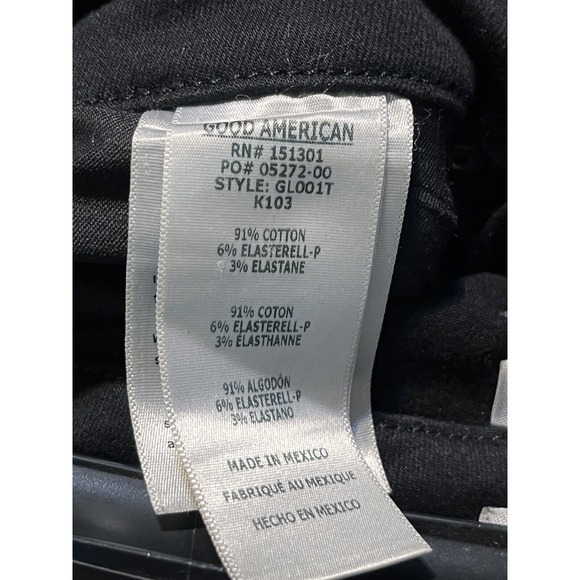 GOOD AMERICAN
RN# 151301
PO# 05272-00
STYLE: GL001T
K103
91% COTTON
6% ELASTERELL-P
3% ELASTANE
91% COTON
6% ELASTERELL-P
3% ELASTHANNE
91% ALGODÓN
6% ELASTERELL-P
3% ELASTANO
MADE IN MEXICO
FABRIQUÉ AU MEXIQUE
HECHO EN MEXICO